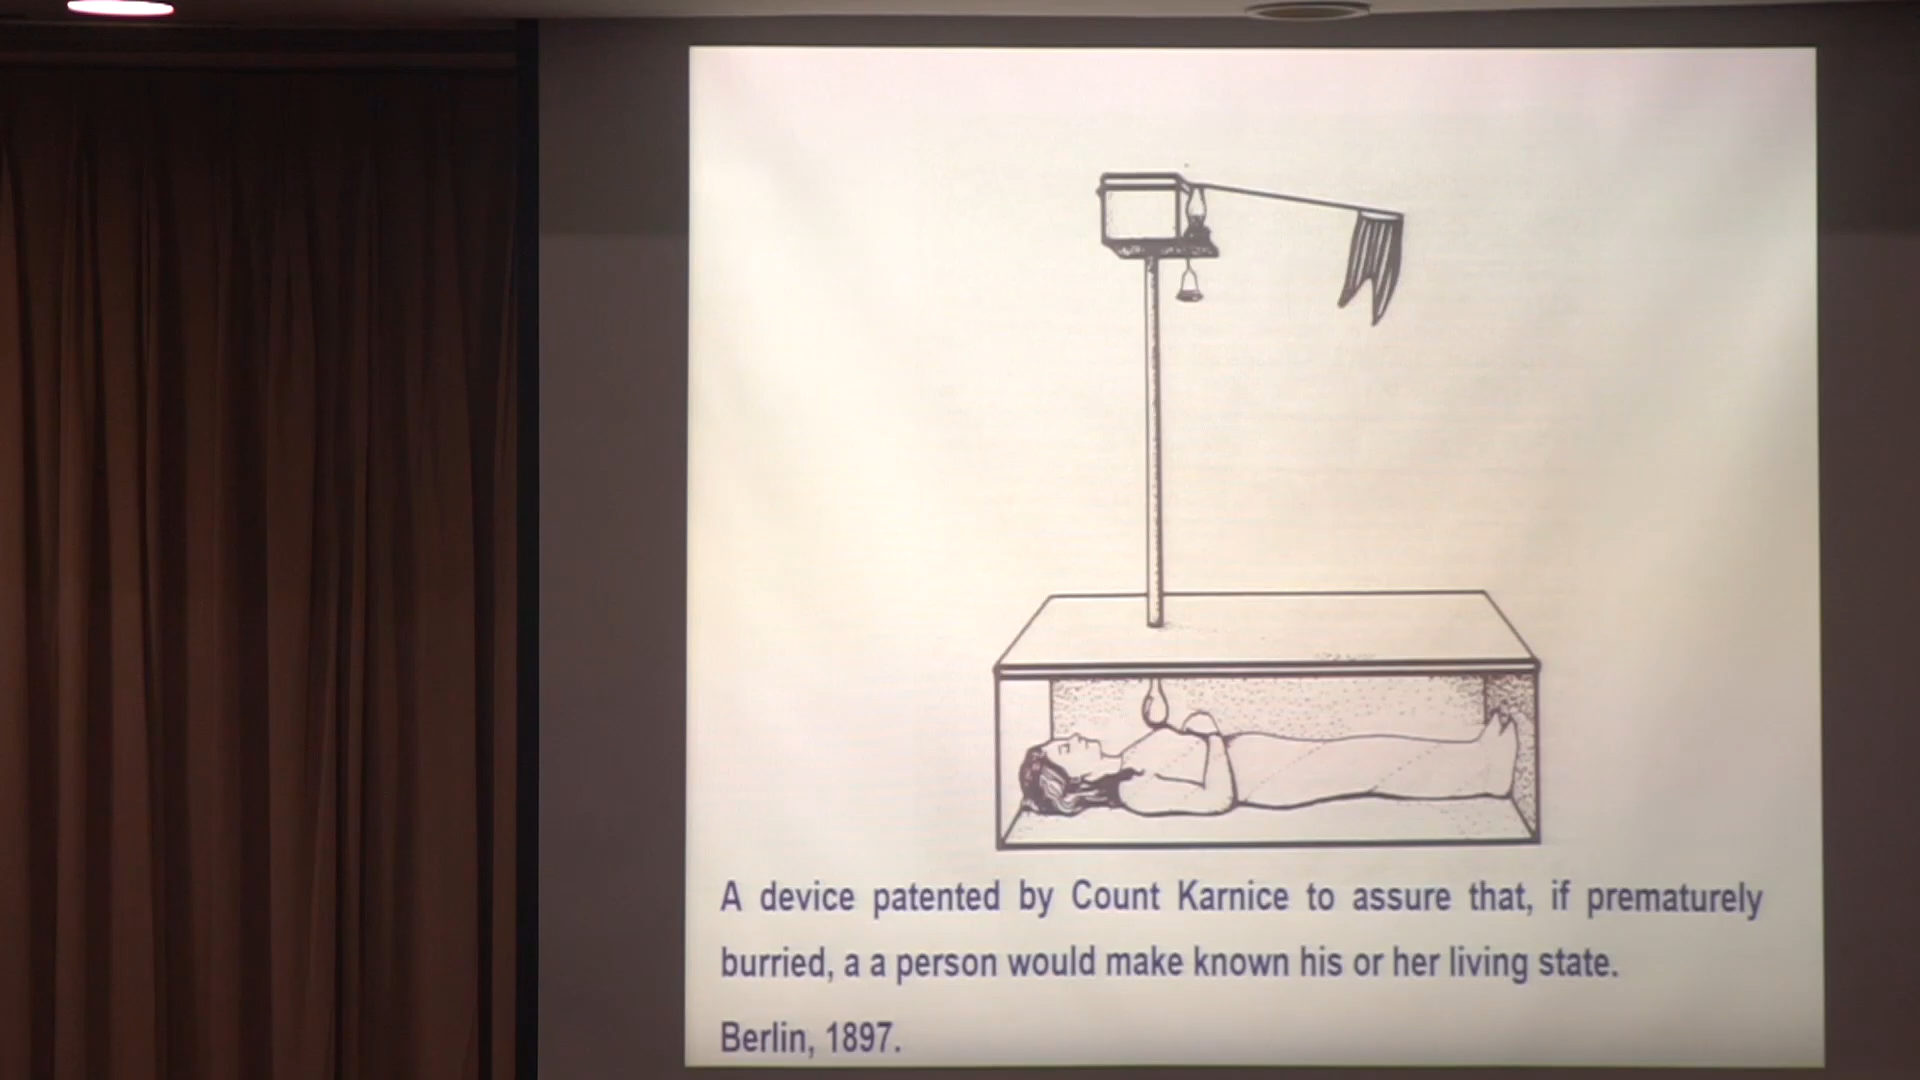 A device patented by Count Karnice to assure that, if prematurely
burried, a a person would make known his or her living state.
Berlin, 1897.